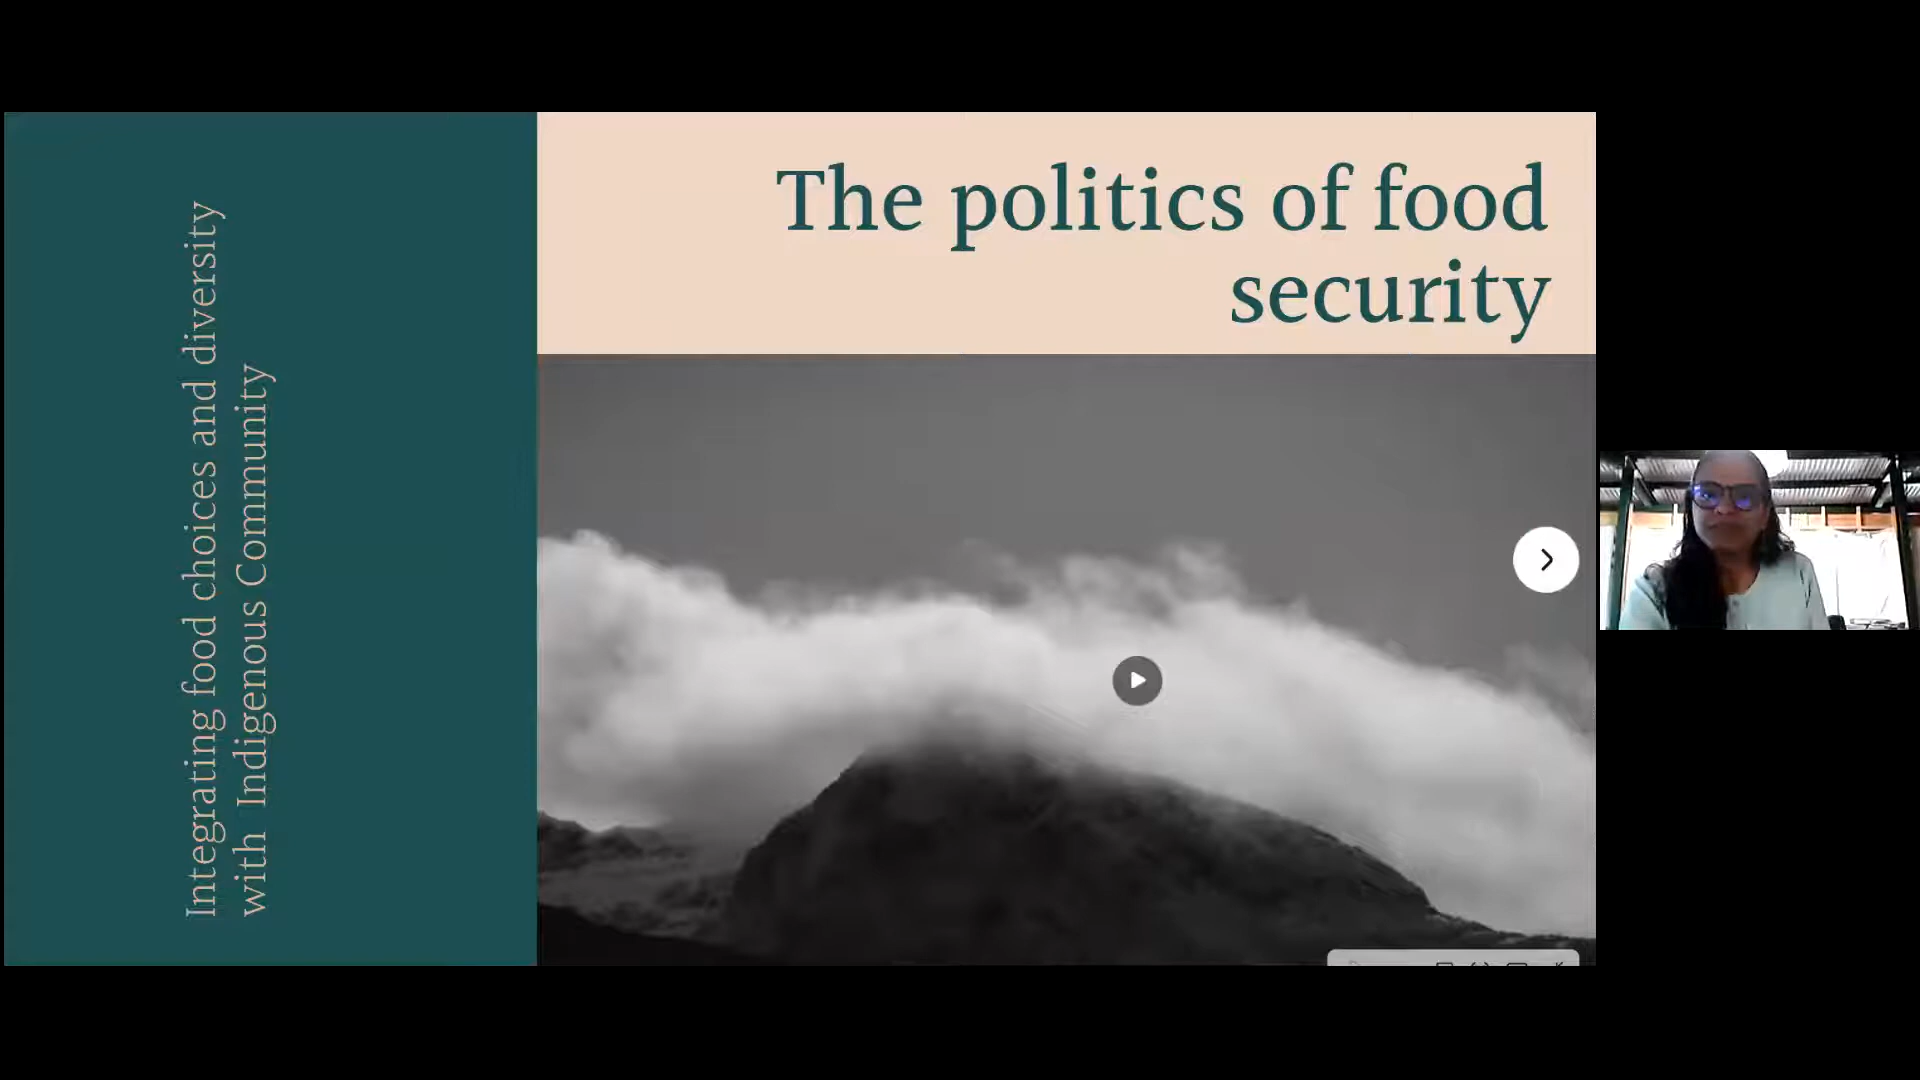 The politics of food
security
Integrating food choices and diversity
with Indigenous Community